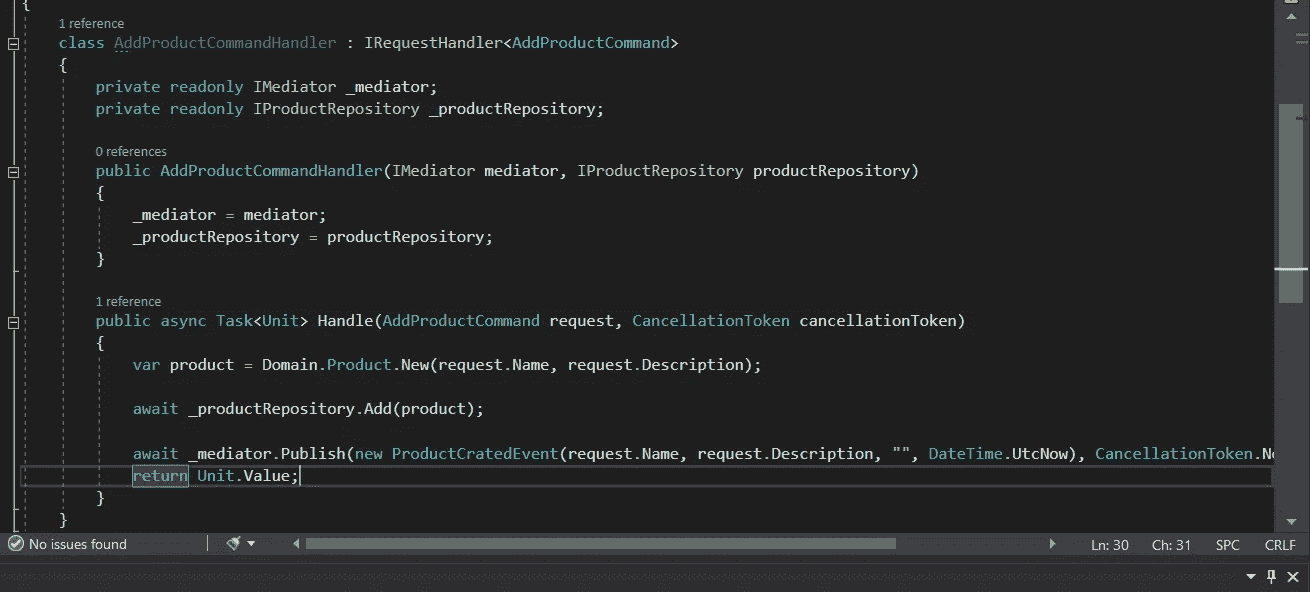 {
1 reference
class AddProductCommandHandler : IRequestHandler<AddProductCommand>
{
private readonly IMediator _mediator;
private readonly IProductRepository _productRepository;
0 references
public AddProductCommandHandler(IMediator mediator, IProductRepository productRepository)
{
_mediator = mediator;
_productRepository = productRepository;
}
1 reference
public async Task<Unit> Handle(AddProductCommand request, CancellationToken cancellationToken)
{
var product = Domain.Product.New(request.Name, request.Description);
await _productRepository.Add(product);
await _mediator.Publish(new ProductCratedEvent(request.Name, request.Description, "", DateTime.UtcNow), CancellationToken.
return Unit.Value;
}
}
No issues found
Ln: 30 Ch: 31 SPC CRLF